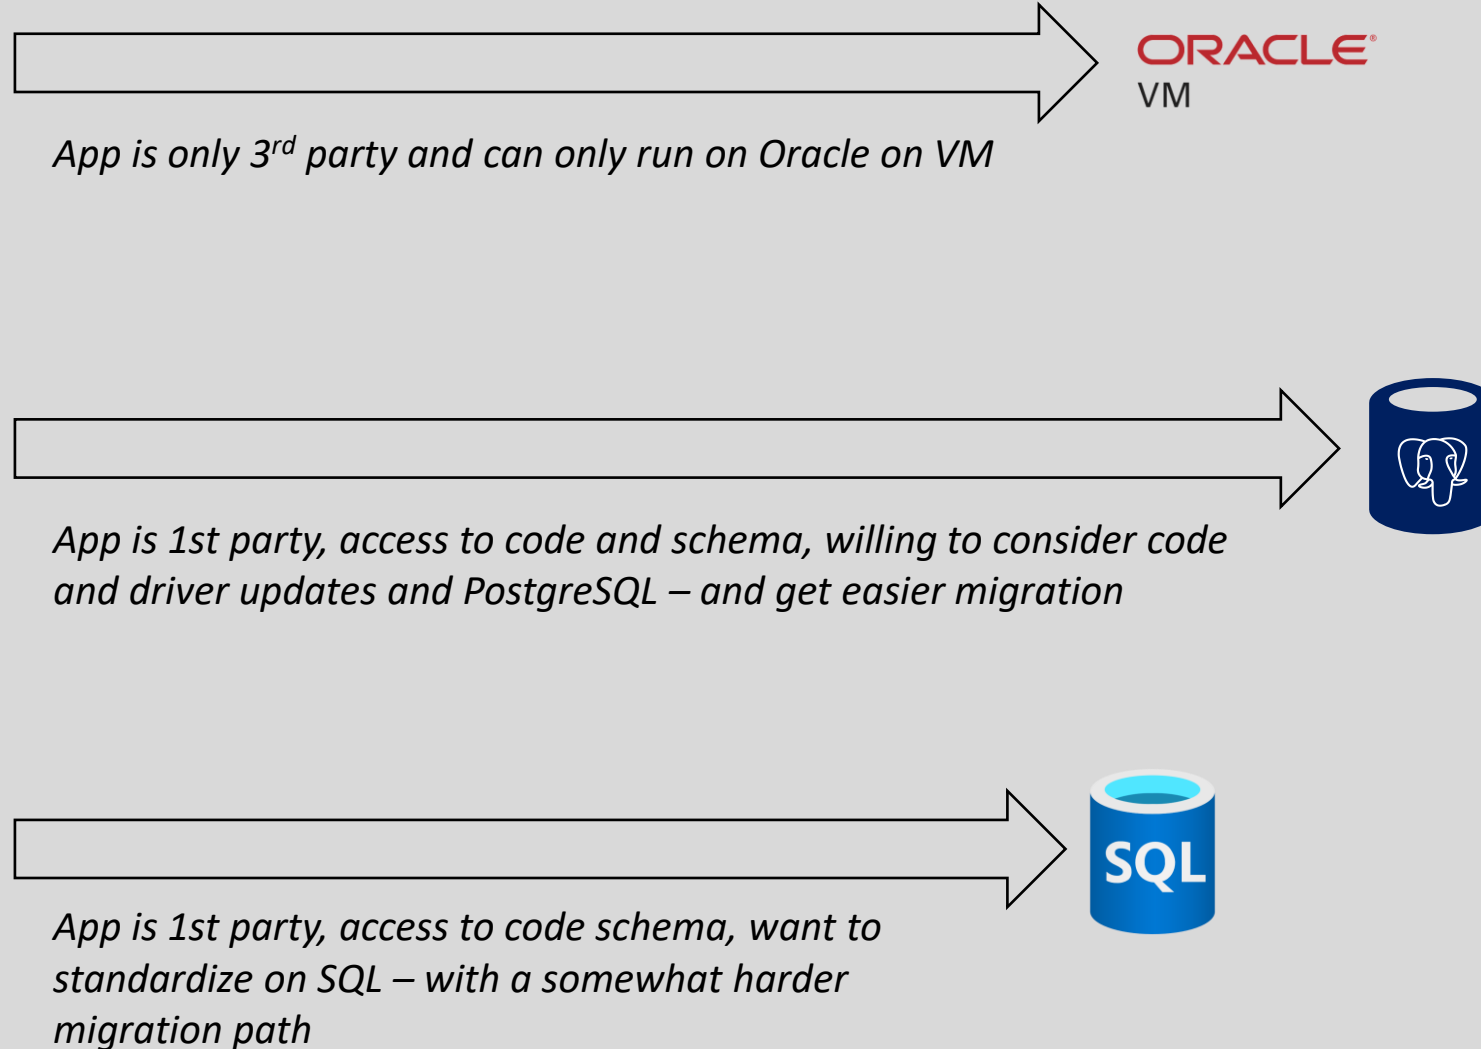 ORACLE®
VM
App is only 3rd party and can only run on Oracle on VM
App is 1st party, access to code and schema, willing to consider code
and driver updates and PostgreSQL – and get easier migration
SQL
App is 1st party, access to code schema, want to
standardize on SQL – with a somewhat harder
migration path